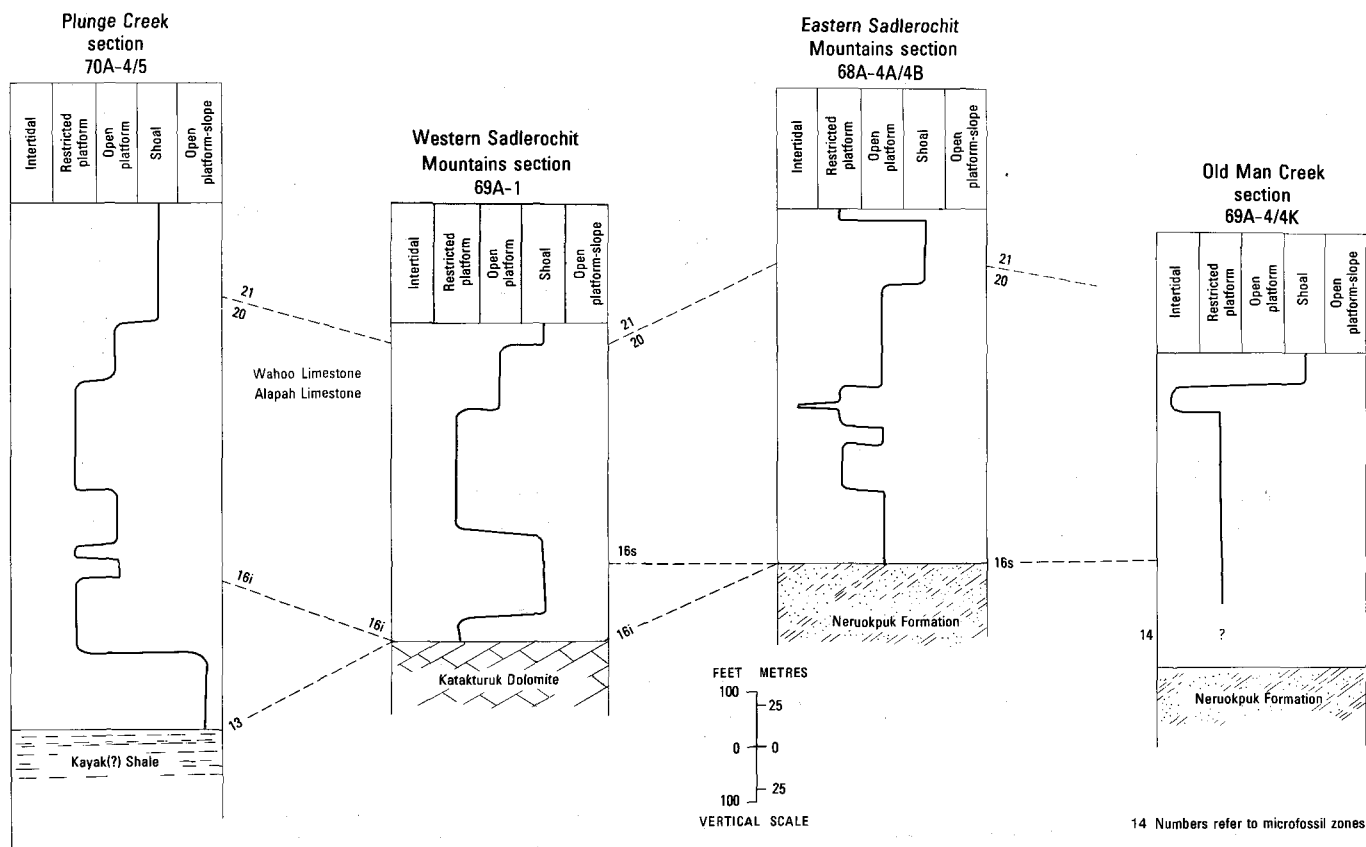 Plunge Creek
section
70A-4/5
Intertidal
Restricted
platform
Open
platform
Shoal
Open
platform-slope
21
20
16i
13
Kayak(?) Shale
Western Sadlerochit
Mountains section
69A-1
Intertidal
Restricted
platform
Open
platform
Shoal
Open
platform-slope
Wahoo Limestone
Alapah Limestone
16i
Katakturuk Dolomite
21
20
16s
16i
Eastern Sadlerochit
Mountains section
68A-4A/4B
Intertidal
Restricted
platform
Open
platform
Shoal
Open
platform-slope
Neruokpuk Formation
21
20
16s
Old Man Creek
section
69A-4/4K
Intertidal
Restricted
platform
Open
platform
Shoal
Open
platform-slope
14
?
Neruokpuk Formation
FEET METRES
100
25
0 0
25
100
VERTICAL SCALE
14 Numbers refer to microfossil zones